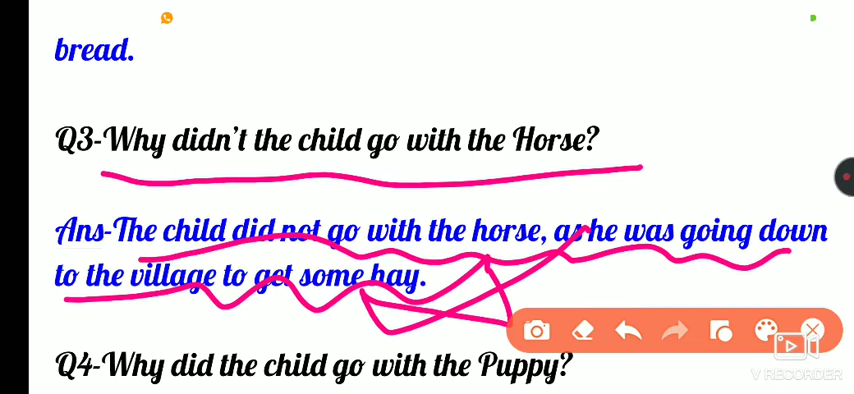 bread.
Q3-Why didn't the child go with the Horse?
Ans-The child did not go with the horse, as he was going down
to the village to get some hay.
Q4-Why did the child go with the Puppy?
V RECORDER